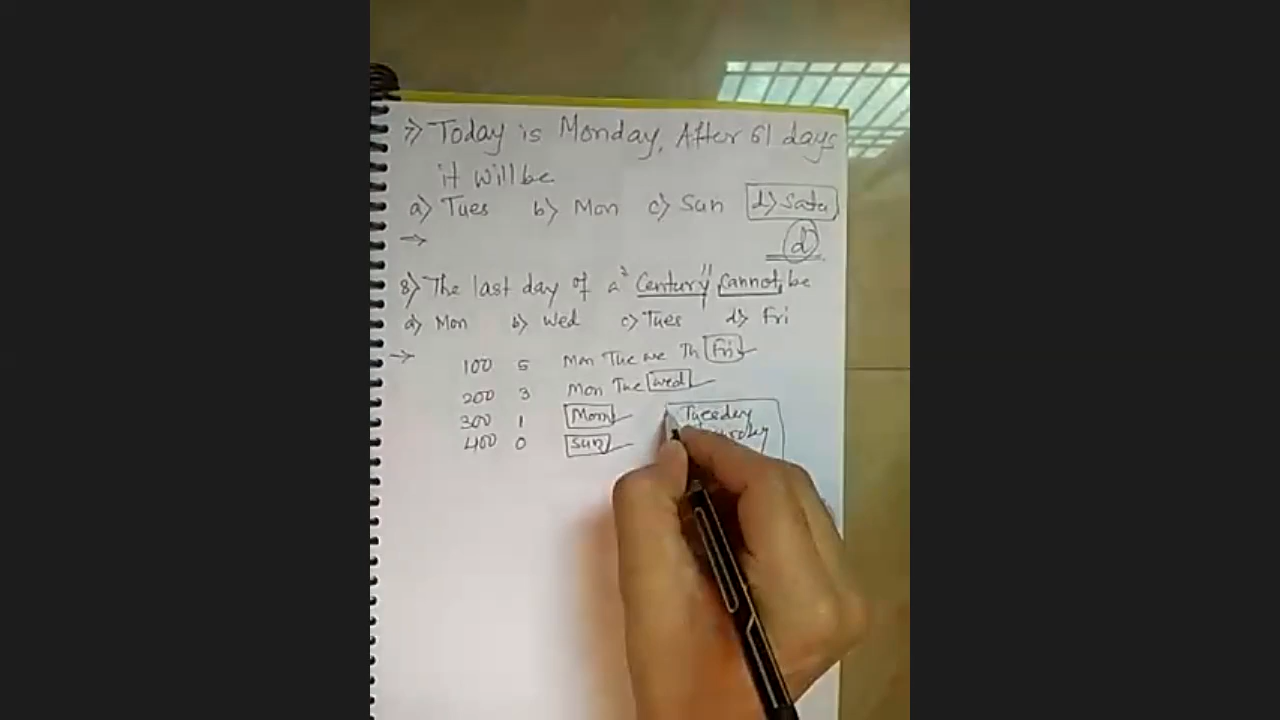 7) Today is Monday, After 61 days
it will be
a) Tues b) Mon c) Sun d) Satu
→ d
8) The last day of a "Century" cannot be
a) Mon b) Wed c) Tues d) Fri
→ 100 5 Mon Tue we Th Fri
200 3 Mon Tue Wed
300 1 Mon Tuesday
400 0 Sun